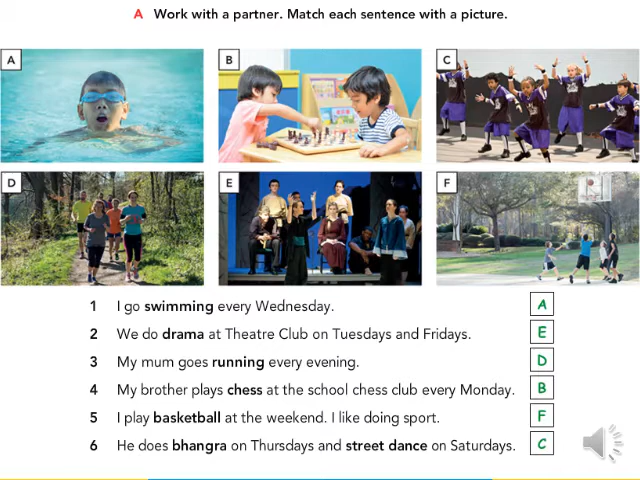 A Work with a partner. Match each sentence with a picture.
A
B
C
D
E
F
1 I go swimming every Wednesday. A
2 We do drama at Theatre Club on Tuesdays and Fridays. E
3 My mum goes running every evening. D
4 My brother plays chess at the school chess club every Monday. B
5 I play basketball at the weekend. I like doing sport. F
6 He does bhangra on Thursdays and street dance on Saturdays. C